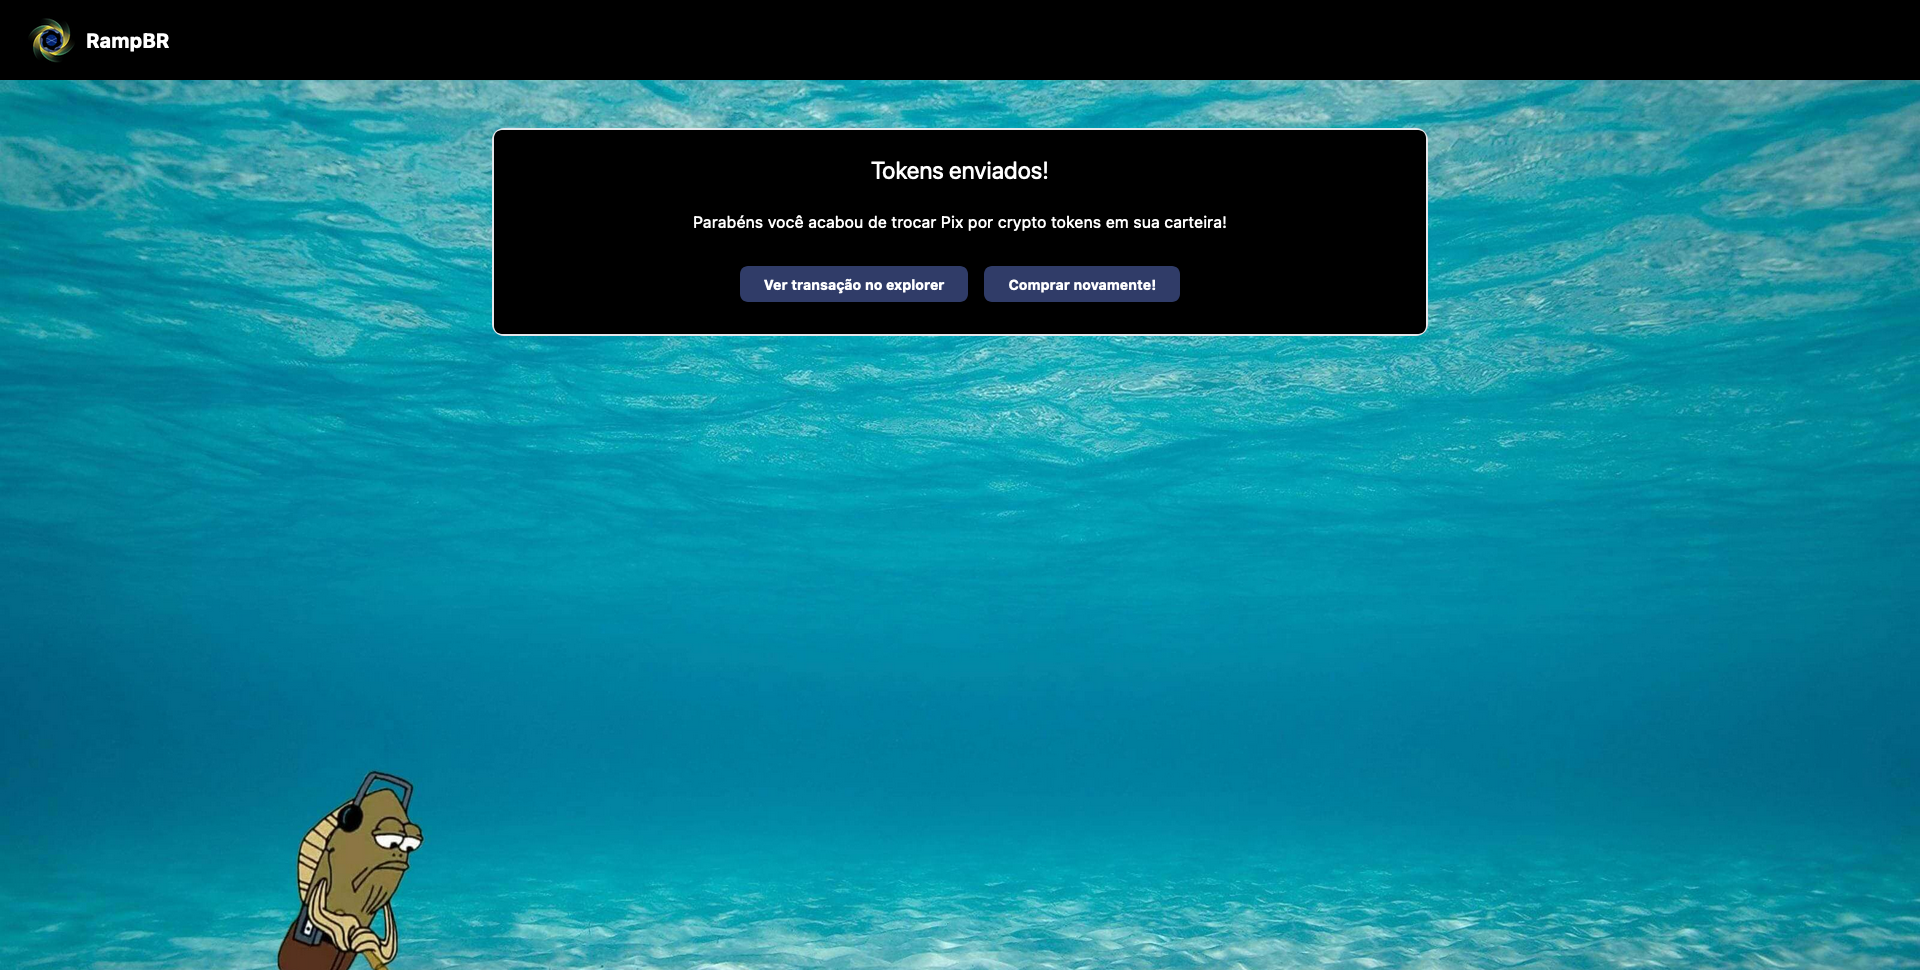 RampBR
Tokens enviados!
Parabéns você acabou de trocar Pix por crypto tokens em sua carteira!
Ver transação no explorer
Comprar novamente!